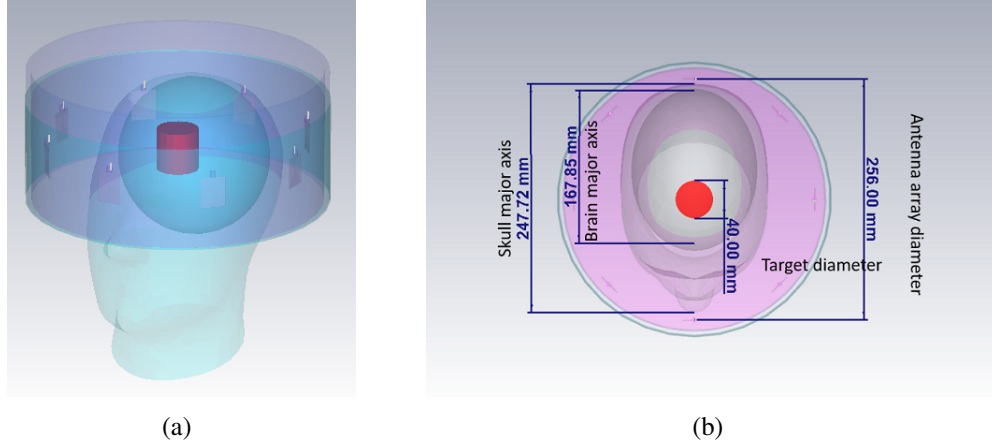 Skull major axis
247.72 mm
167.85 mm
Brain major axis
40.00 mm
Target diameter
256.00 mm
Antenna array diameter
(a)
(b)